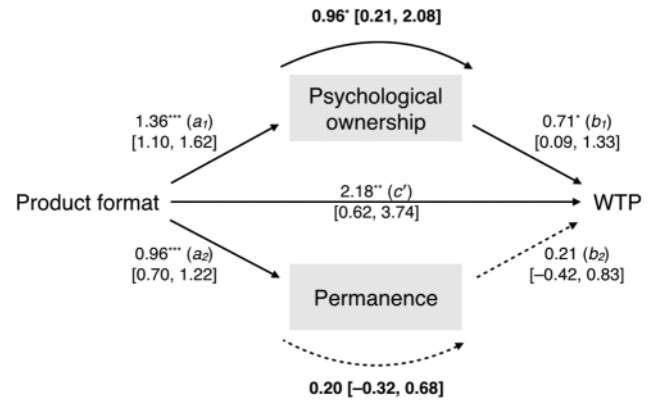 0.96* [0.21, 2.08]
Psychological
ownership
1.36*** (a₁)
[1.10, 1.62]
0.71* (b₁)
[0.09, 1.33]
Product format
2.18** (c′)
[0.62, 3.74]
WTP
0.96*** (a₂)
[0.70, 1.22]
0.21 (b₂)
[–0.42, 0.83]
Permanence
0.20 [–0.32, 0.68]